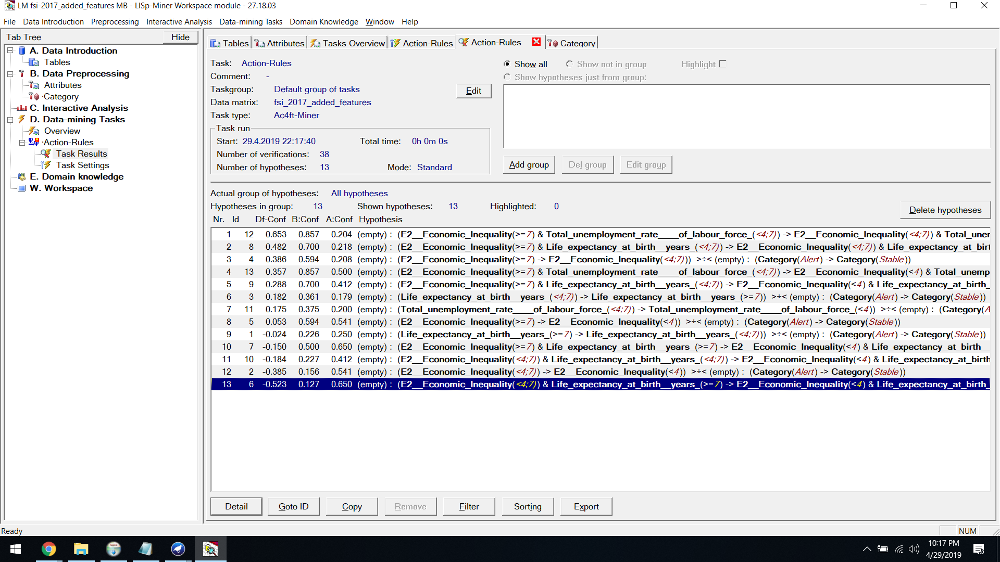 LM fsi-2017_added_features MB - LISp-Miner Workspace module - 27.18.03
File Data Introduction Preprocessing Interactive Analysis Data-mining Tasks Domain Knowledge Window Help
Tab Tree Hide
A. Data Introduction
Tables
B. Data Preprocessing
Attributes
·Category
C. Interactive Analysis
D. Data-mining Tasks
Overview
·Action-Rules
Task Results
Task Settings
E. Domain knowledge
W. Workspace
Tables Attributes Tasks Overview Action-Rules Action-Rules Category
Task: Action-Rules
Comment: -
Taskgroup: Default group of tasks
Edit
Data matrix: fsi_2017_added_features
Task type: Ac4ft-Miner
Task run
Start: 29.4.2019 22:17:40 Total time: 0h 0m 0s
Number of verifications: 38
Number of hypotheses: 13 Mode: Standard
Show all Show not in group Highlight
Show hypotheses just from group:
Add group Del group Edit group
Actual group of hypotheses: All hypotheses
Hypotheses in group: 13 Shown hypotheses: 13 Highlighted: 0
Delete hypotheses
Nr. Id Df-Conf B:Conf A:Conf Hypothesis
1 12 0.653 0.857 0.204 (empty) : (E2__Economic_Inequality(>=7) & Total_unemployment_rate____of_labour_force_(<4;7)) -> E2__Economic_Inequality(<4;7)) & Total_uner
2 8 0.482 0.700 0.218 (empty) : (E2__Economic_Inequality(>=7) & Life_expectancy_at_birth__years_(<4;7)) -> E2__Economic_Inequality(<4;7)) & Life_expectancy_at_birt
3 4 0.386 0.594 0.208 (empty) : (E2__Economic_Inequality(>=7) -> E2__Economic_Inequality(<4;7))) >÷< (empty) : (Category(Alert) -> Category(Stable))
4 13 0.357 0.857 0.500 (empty) : (E2__Economic_Inequality(>=7) & Total_unemployment_rate____of_labour_force_(<4;7)) -> E2__Economic_Inequality(<4) & Total_unemp
5 9 0.288 0.700 0.412 (empty) : (E2__Economic_Inequality(>=7) & Life_expectancy_at_birth__years_(<4;7)) -> E2__Economic_Inequality(<4) & Life_expectancy_at_birth_
6 3 0.182 0.361 0.179 (empty) : (Life_expectancy_at_birth__years_(<4;7)) -> Life_expectancy_at_birth__years_(>=7)) >÷< (empty) : (Category(Alert) -> Category(Stable))
7 11 0.175 0.375 0.200 (empty) : (Total_unemployment_rate____of_labour_force_(<4;7)) -> Total_unemployment_rate____of_labour_force_(<4)) >÷< (empty) : (Category(A
8 5 0.053 0.594 0.541 (empty) : (E2__Economic_Inequality(>=7) -> E2__Economic_Inequality(<4)) >÷< (empty) : (Category(Alert) -> Category(Stable))
9 1 -0.024 0.226 0.250 (empty) : (Life_expectancy_at_birth__years_(>=7) -> Life_expectancy_at_birth__years_(<4;7))) >÷< (empty) : (Category(Alert) -> Category(Stable))
10 7 -0.150 0.500 0.650 (empty) : (E2__Economic_Inequality(>=7) & Life_expectancy_at_birth__years_(>=7) -> E2__Economic_Inequality(<4) & Life_expectancy_at_birth__
11 10 -0.184 0.227 0.412 (empty) : (E2__Economic_Inequality(<4;7)) & Life_expectancy_at_birth__years_(<4;7)) -> E2__Economic_Inequality(<4) & Life_expectancy_at_birth
12 2 -0.385 0.156 0.541 (empty) : (E2__Economic_Inequality(<4;7)) -> E2__Economic_Inequality(<4)) >÷< (empty) : (Category(Alert) -> Category(Stable))
13 6 -0.523 0.127 0.650 (empty) : (E2__Economic_Inequality(<4;7)) & Life_expectancy_at_birth__years_(>=7) -> E2__Economic_Inequality(<4) & Life_expectancy_at_birth_
Detail Goto ID Copy Remove Filter Sorting Export
Ready NUM
10:17 PM
4/29/2019